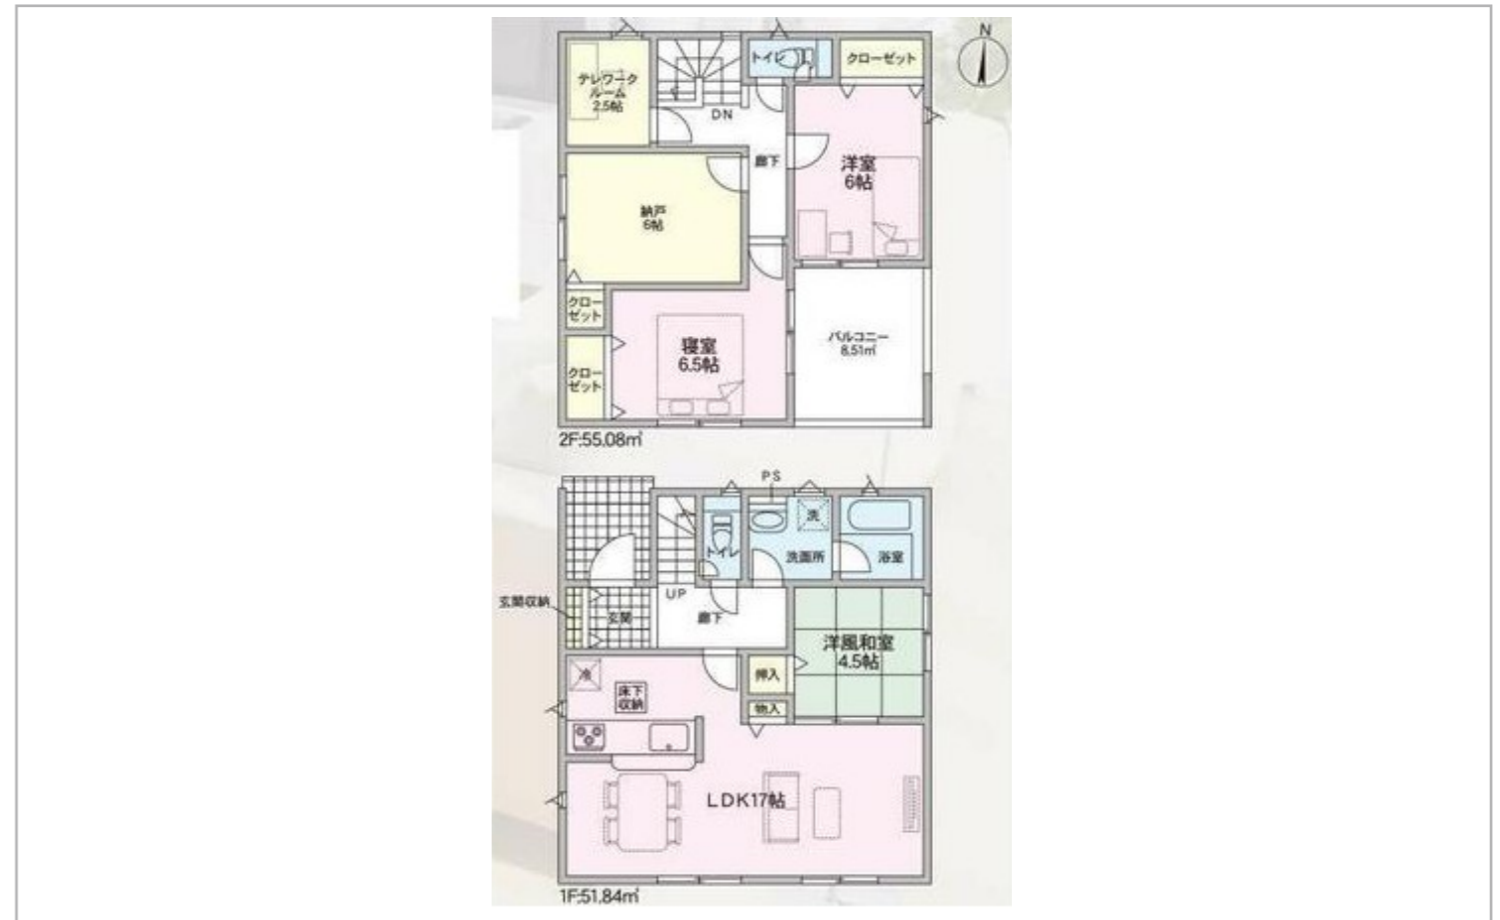 N
テレワーク
ルーム
2.5帖
DN
トイレ
クローゼット
廊下
洋室
6帖
納戸
6帖
クロー
ゼット
クロー
ゼット
寝室
6.5帖
バルコニー
8.51㎡
2F:55.08㎡
PS
洗
トイレ
洗面所
浴室
玄関収納
玄関
UP
廊下
洋風和室
4.5帖
冷
床下
収納
押入
物入
LDK17帖
1F:51.84㎡